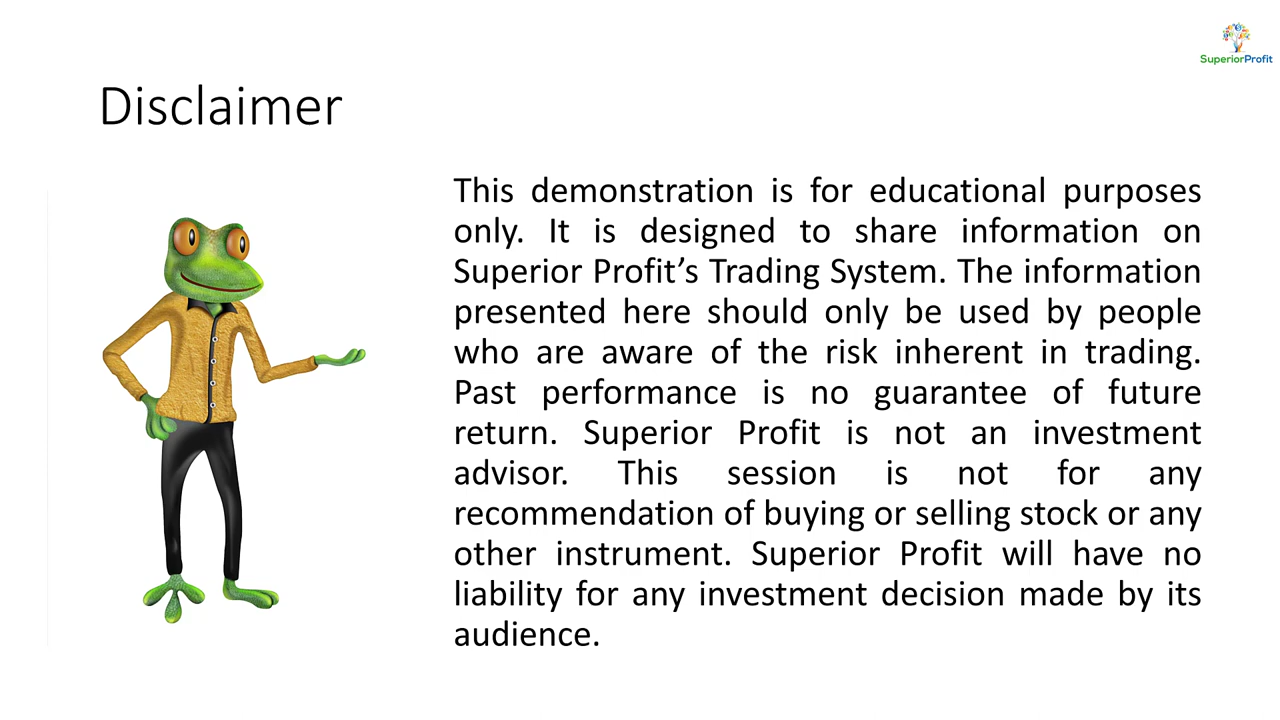 SuperiorProfit
Disclaimer
This demonstration is for educational purposes
only. It is designed to share information on
Superior Profit’s Trading System. The information
presented here should only be used by people
who are aware of the risk inherent in trading.
Past performance is no guarantee of future
return. Superior Profit is not an investment
advisor. This session is not for any
recommendation of buying or selling stock or any
other instrument. Superior Profit will have no
liability for any investment decision made by its
audience.